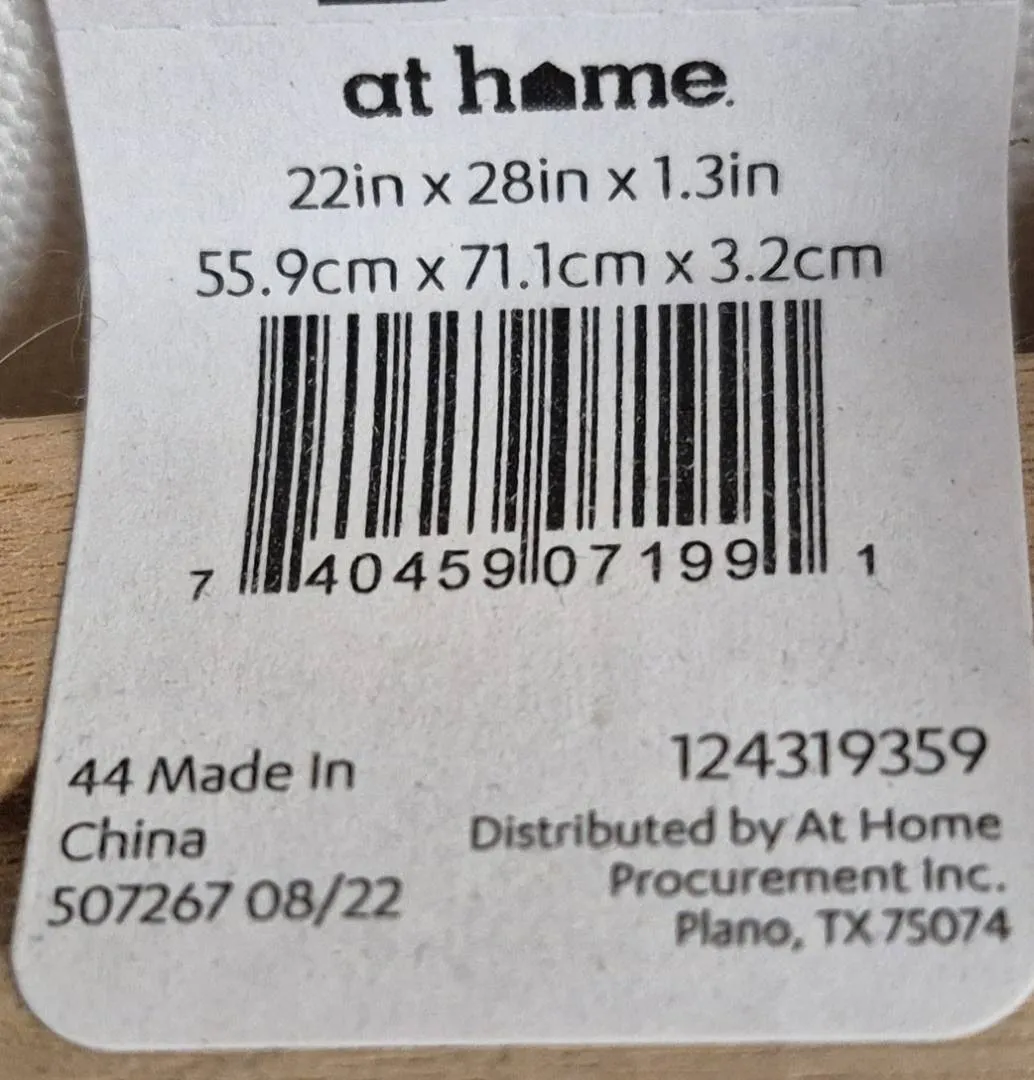 at home.
22in x 28in x 1.3in
55.9cm x 71.1cm x 3.2cm
7 40459 07199 1
44 Made In
China
507267 08/22
124319359
Distributed by At Home
Procurement Inc.
Plano, TX 75074